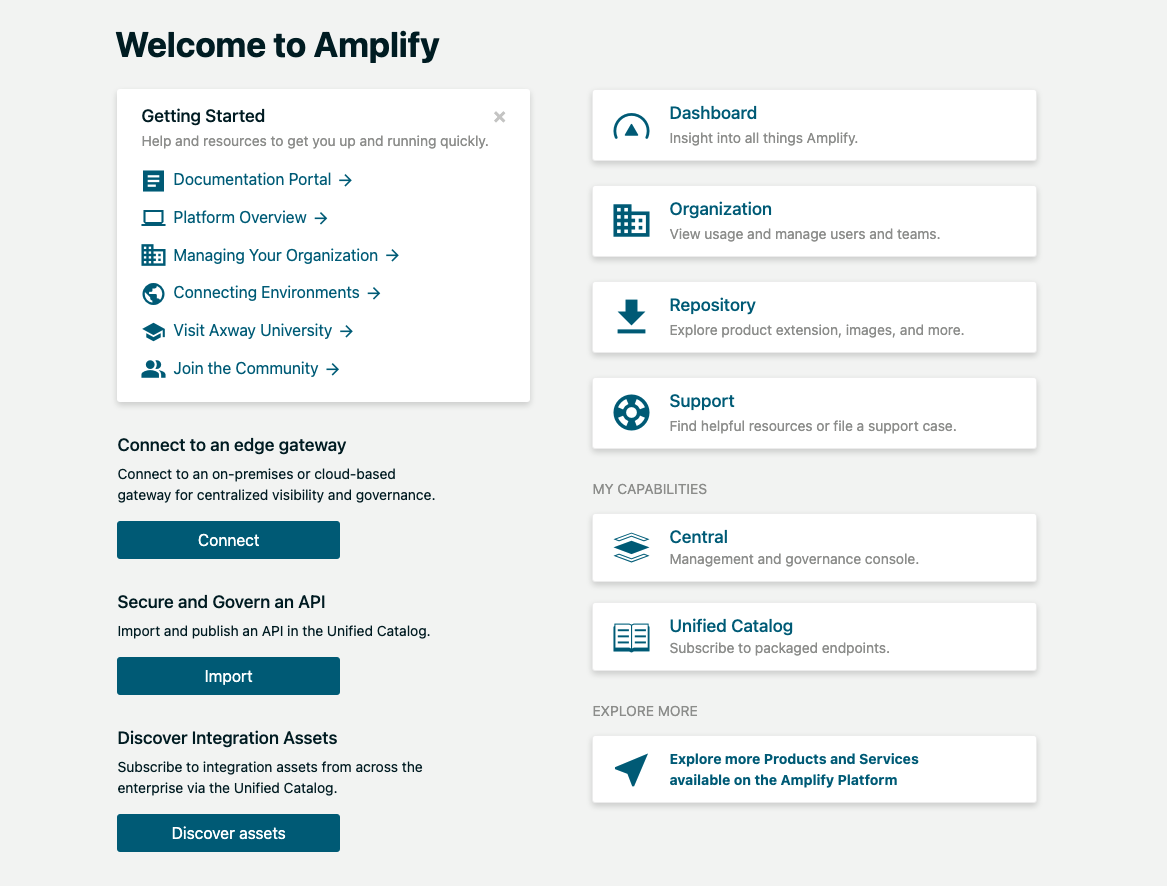 Welcome to Amplify
Getting Started
Help and resources to get you up and running quickly.
Documentation Portal
Platform Overview
Managing Your Organization
Connecting Environments
Visit Axway University
Join the Community
Connect to an edge gateway
Connect to an on-premises or cloud-based
gateway for centralized visibility and governance.
Connect
Secure and Govern an API
Import and publish an API in the Unified Catalog.
Import
Discover Integration Assets
Subscribe to integration assets from across the
enterprise via the Unified Catalog.
Discover assets
Dashboard
Insight into all things Amplify.
Organization
View usage and manage users and teams.
Repository
Explore product extension, images, and more.
Support
Find helpful resources or file a support case.
MY CAPABILITIES
Central
Management and governance console.
Unified Catalog
Subscribe to packaged endpoints.
EXPLORE MORE
Explore more Products and Services
available on the Amplify Platform